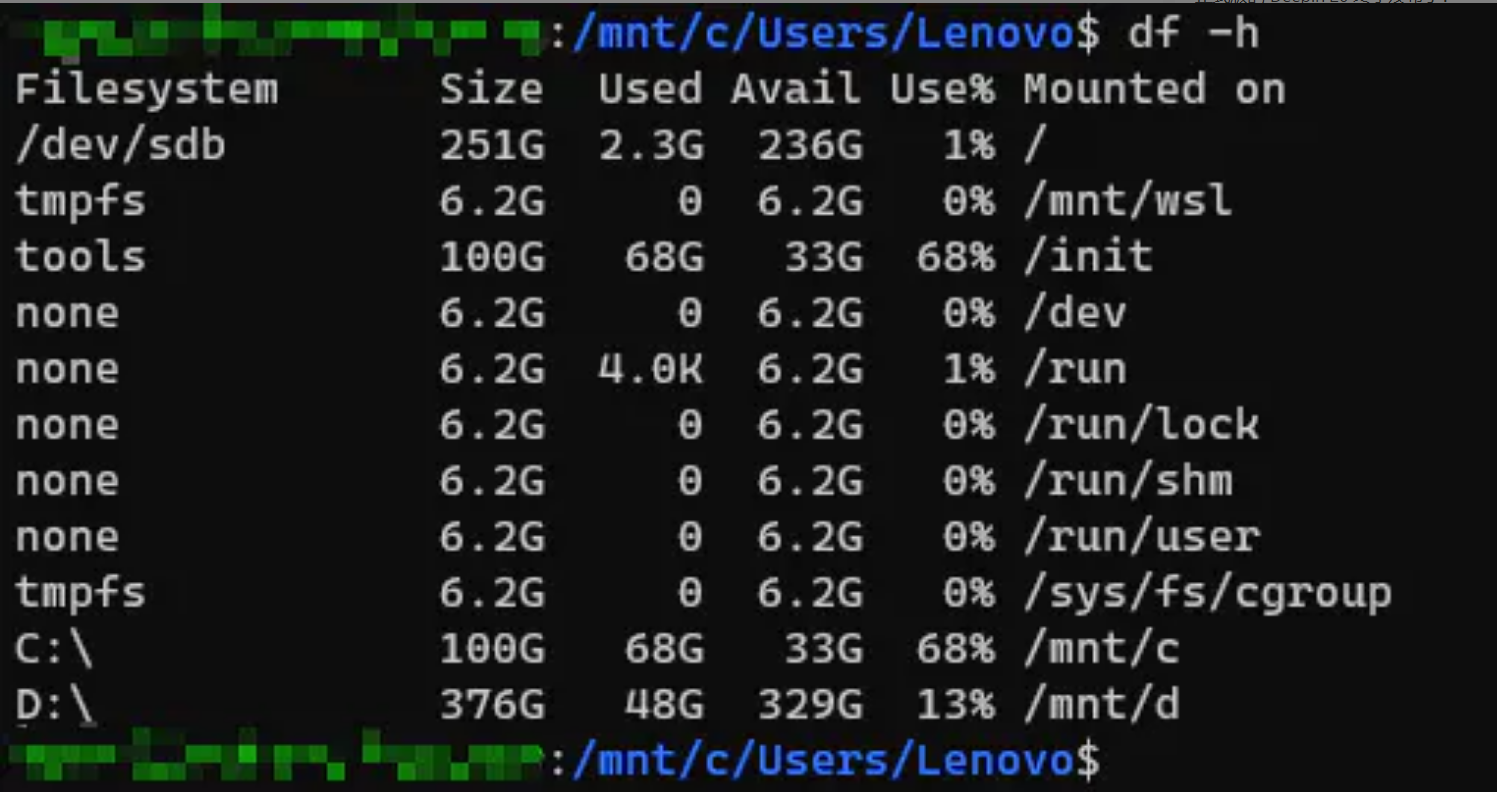 :/mnt/c/Users/Lenovo$ df -h
Filesystem Size Used Avail Use% Mounted on
/dev/sdb 251G 2.3G 236G 1% /
tmpfs 6.2G 0 6.2G 0% /mnt/wsl
tools 100G 68G 33G 68% /init
none 6.2G 0 6.2G 0% /dev
none 6.2G 4.0K 6.2G 1% /run
none 6.2G 0 6.2G 0% /run/lock
none 6.2G 0 6.2G 0% /run/shm
none 6.2G 0 6.2G 0% /run/user
tmpfs 6.2G 0 6.2G 0% /sys/fs/cgroup
C:\ 100G 68G 33G 68% /mnt/c
D:\ 376G 48G 329G 13% /mnt/d
:/mnt/c/Users/Lenovo$